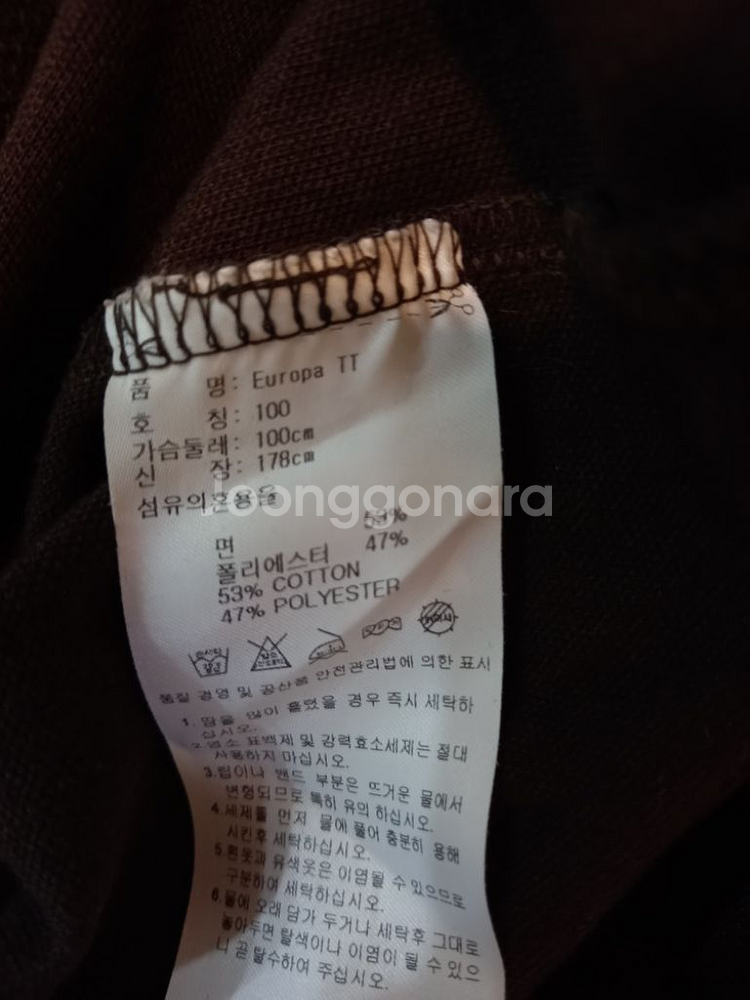 품 명: Europa TT
호 칭: 100
가슴둘레: 100cm
신 장: 178cm
섬유의혼용율
joonggonara
면 53%
폴리에스터 47%
53% COTTON
47% POLYESTER
품질 경영 및 공산품 안전관리법에 의한 표시
1. 땀을 많이 흘렸을 경우 즉시 세탁하
십시오.
2. 염소 표백제 및 강력효소세제는 절대
사용하지 마십시오.
3. 립이나 밴드 부분은 뜨거운 물에서
변형되므로 특히 유의 하십시오.
4. 세제를 먼저 물에 풀어 충분히 용해
시킨후 세탁하십시오.
5. 흰옷과 유색옷은 이염될 수 있으므로
구분하여 세탁하십시오.
6. 물에 오래 담가 두거나 세탁후 그대로
놓아두면 탈색이나 이염이 될 수 있으
니 곧 탈수하여 주십시오.